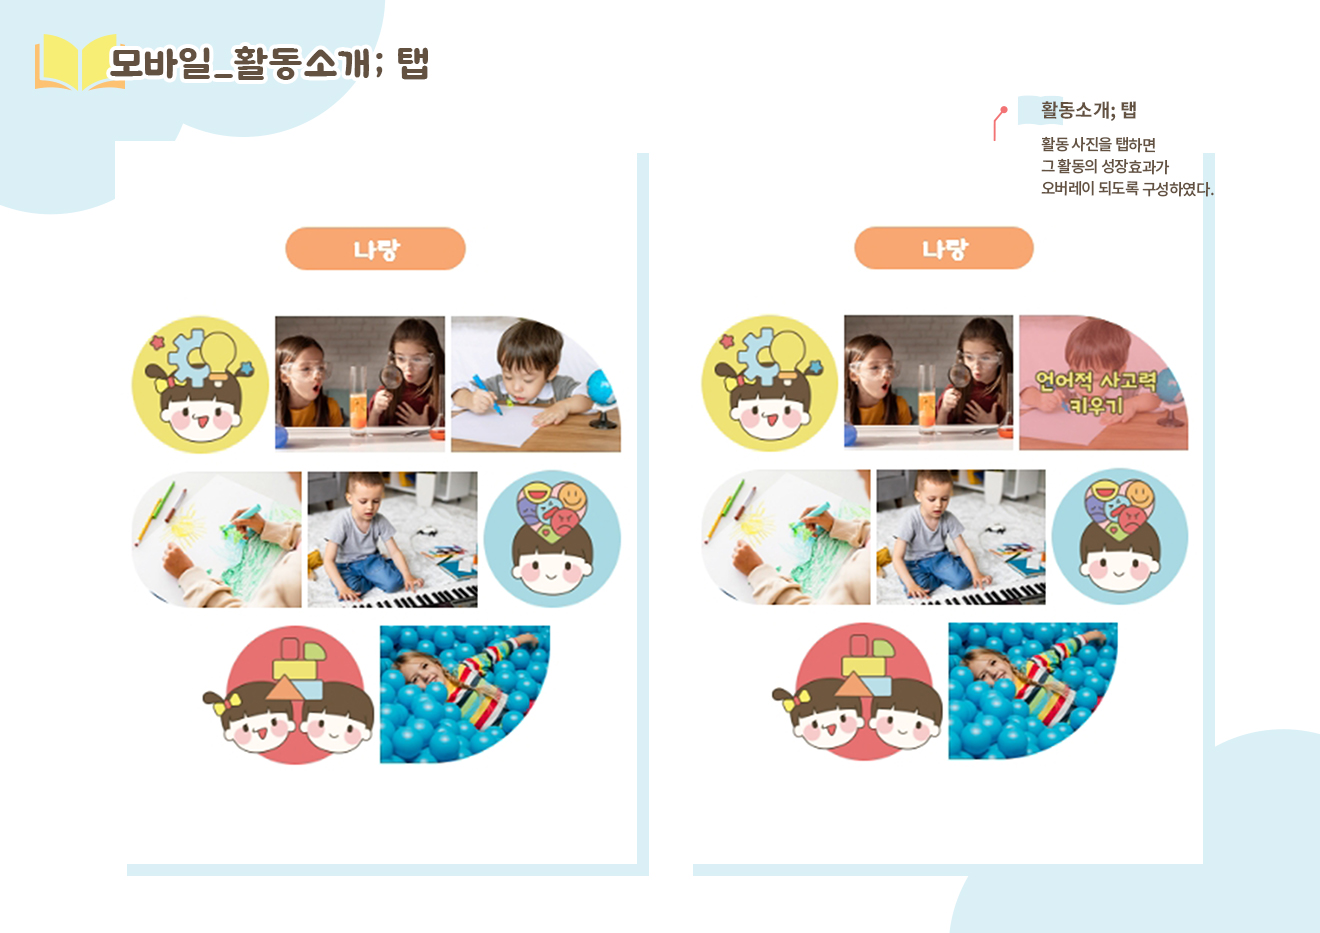 모바일_활동소개; 탭
활동소개; 탭
활동 사진을 탭하면
그 활동의 성장효과가
오버레이 되도록 구성하였다.
나랑
나랑
언어적 사고력
키우기